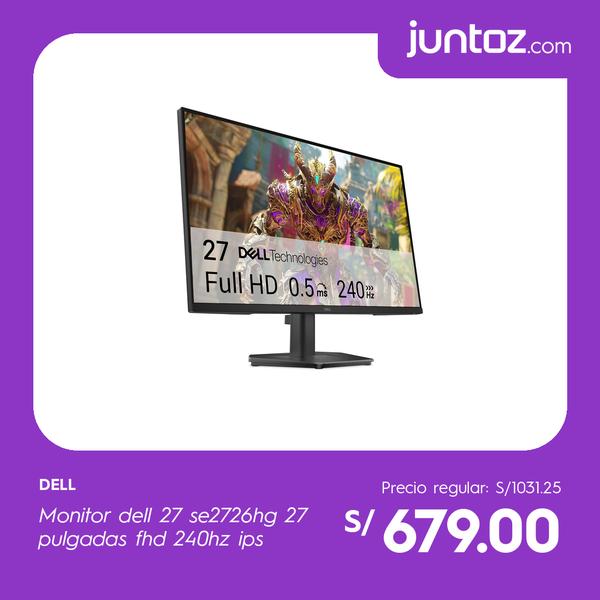 juntoz.com
27 DELL Technologies
Full HD 0.5 ms 240 Hz
DELL
Monitor dell 27 se2726hg 27
pulgadas fhd 240hz ips
Precio regular: S/1031.25
S/ 679.00